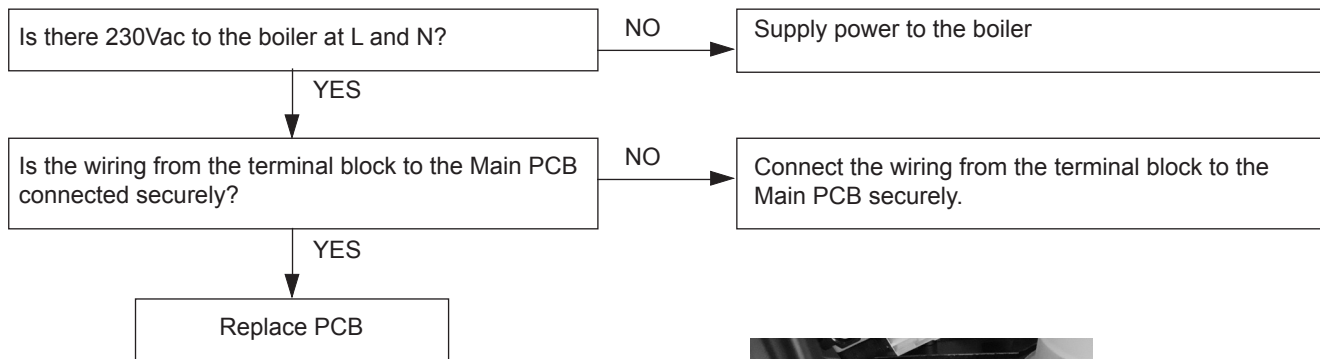 Is there 230Vac to the boiler at L and N?
NO
Supply power to the boiler
YES
Is the wiring from the terminal block to the Main PCB
connected securely?
NO
Connect the wiring from the terminal block to the
Main PCB securely.
YES
Replace PCB